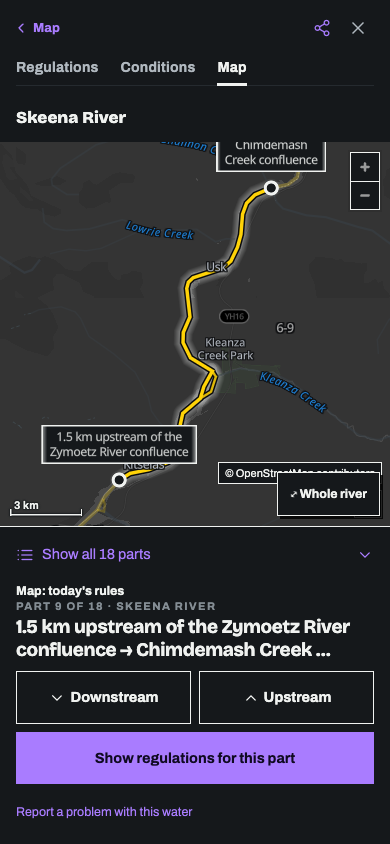 Map
Regulations
Conditions
Map
Skeena River
Chimdemash
Creek confluence
Lowrie Creek
Usk
YH16
6-9
Kleanza
Creek Park
Kleanza Creek
1.5 km upstream of the
Zymoetz River confluence
Kitselas
© OpenStreetMap contributors
Whole river
3 km
Show all 18 parts
Map: today's rules
PART 9 OF 18 · SKEENA RIVER
1.5 km upstream of the Zymoetz River
confluence → Chimdemash Creek ...
Downstream
Upstream
Show regulations for this part
Report a problem with this water